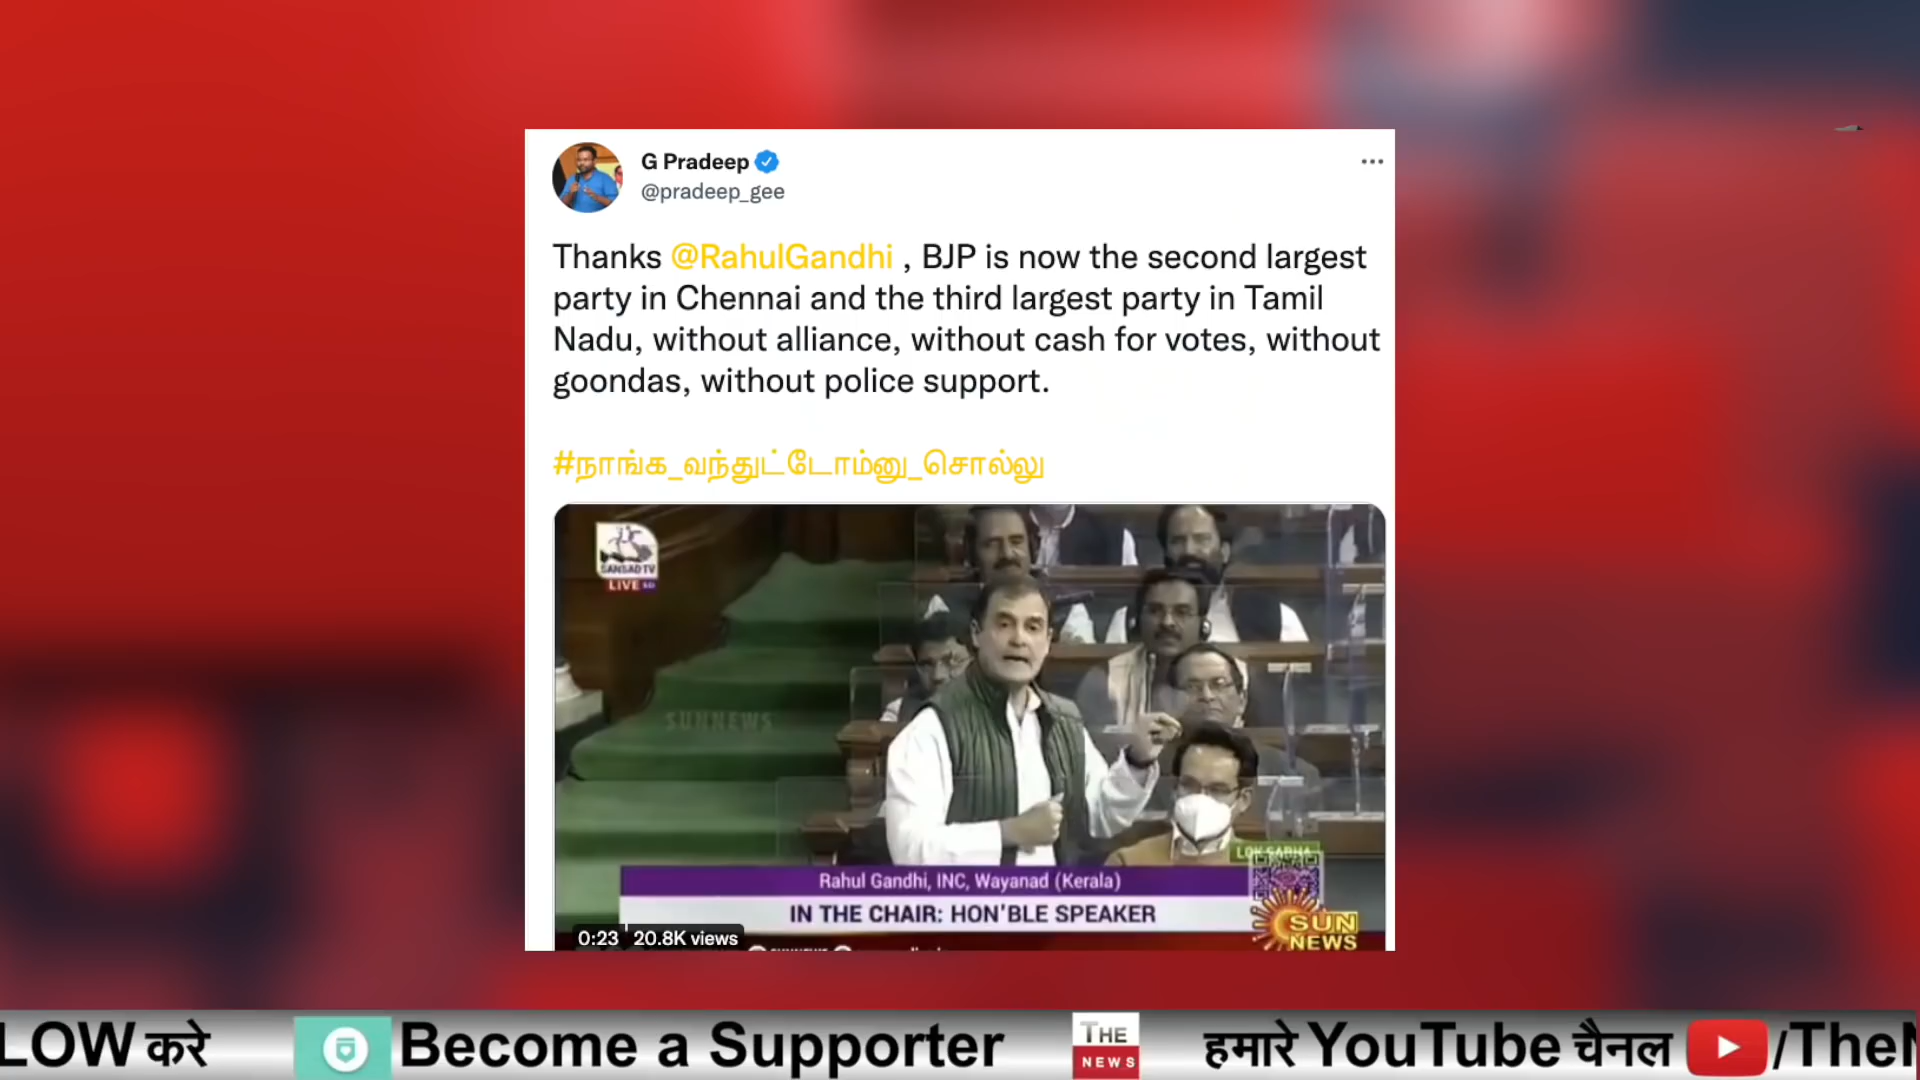 G Pradeep
@pradeep_gee
Thanks @RahulGandhi , BJP is now the second largest
party in Chennai and the third largest party in Tamil
Nadu, without alliance, without cash for votes, without
goondas, without police support.
#நாங்க_வந்துட்டோம்னு_சொல்லு
SANSAD TV
LIVE
SUNNEWS
LOK SABHA
Rahul Gandhi, INC, Wayanad (Kerala)
IN THE CHAIR: HON'BLE SPEAKER
SUN
NEWS
0:23 20.8K views
LOW करे Become a Supporter THE NEWS हमारे YouTube चैनल /TheN